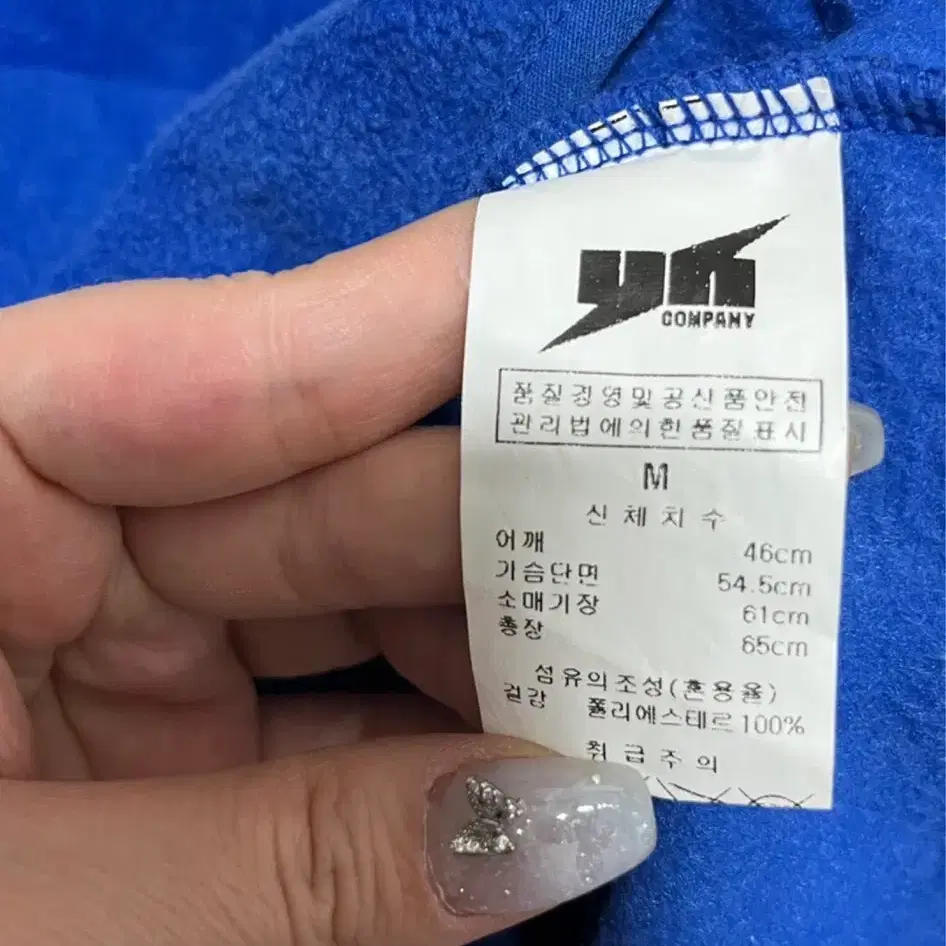 yn
COMPANY
품질경영및공산품안전
관리법에의힌품질표시
M
신체치수
어깨 46cm
기슴단면 54.5cm
소매기장 61cm
총장 65cm
섬유의조성(혼용율)
겉감 폴리에스테르100%
취급주의